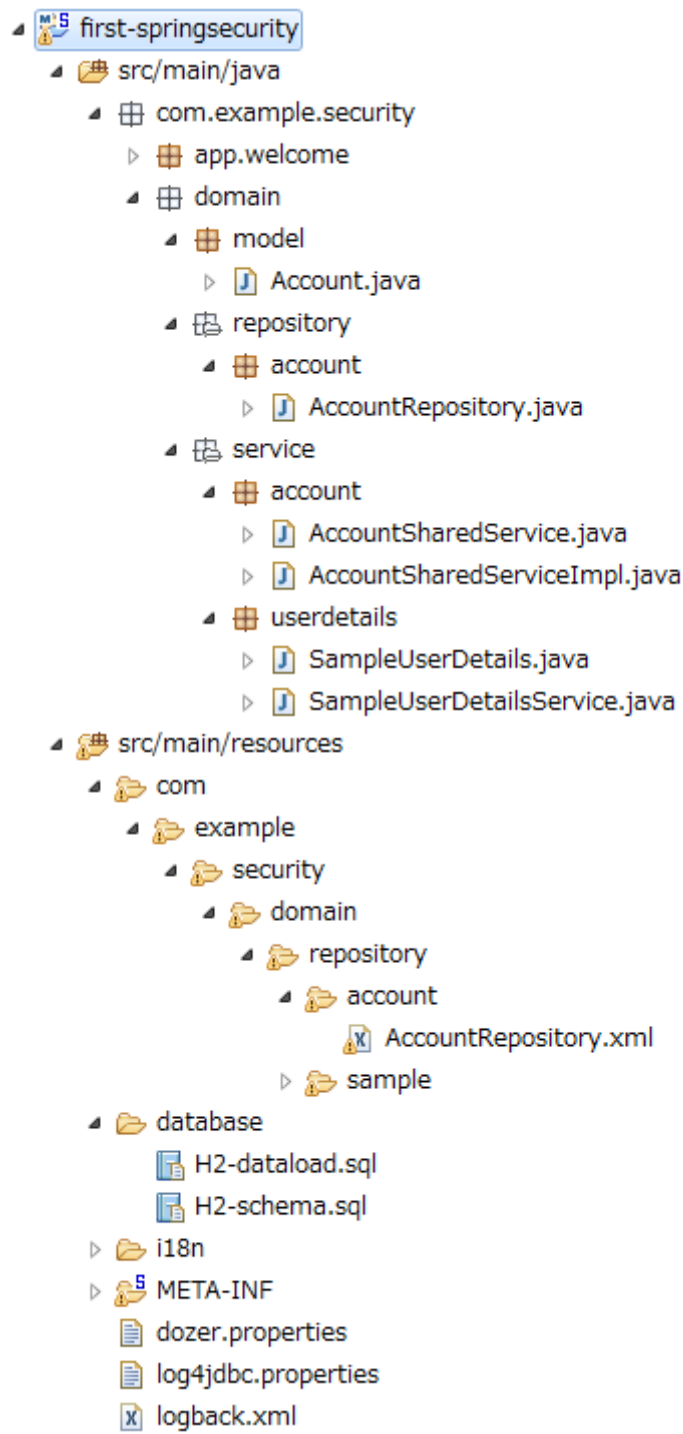 first-springsecurity
src/main/java
com.example.security
app.welcome
domain
model
Account.java
repository
account
AccountRepository.java
service
account
AccountSharedService.java
AccountSharedServiceImpl.java
userdetails
SampleUserDetails.java
SampleUserDetailsService.java
src/main/resources
com
example
security
domain
repository
account
AccountRepository.xml
sample
database
H2-dataload.sql
H2-schema.sql
i18n
META-INF
dozer.properties
log4jdbc.properties
logback.xml